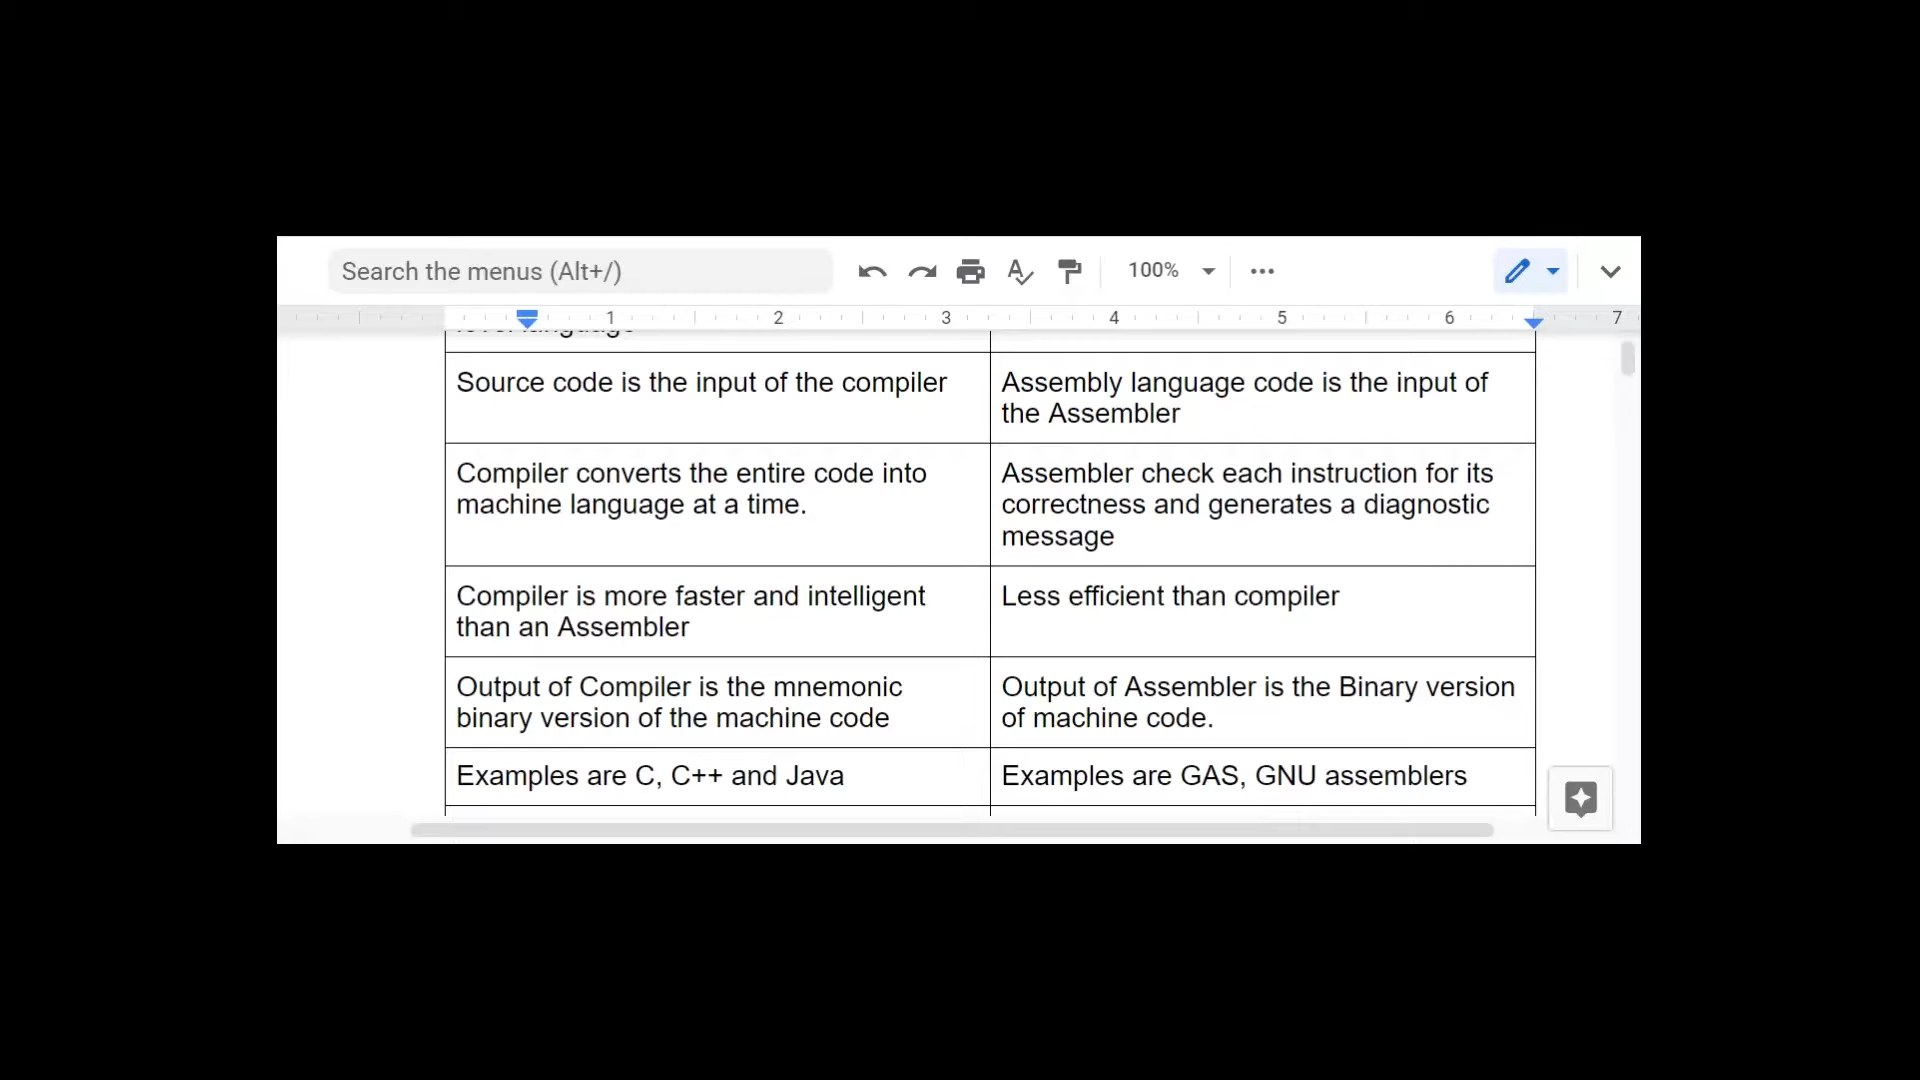 Search the menus (Alt+/)
100%
1 2 3 4 5 6 7
level language
Source code is the input of the compiler
Assembly language code is the input of
the Assembler
Compiler converts the entire code into
machine language at a time.
Assembler check each instruction for its
correctness and generates a diagnostic
message
Compiler is more faster and intelligent
than an Assembler
Less efficient than compiler
Output of Compiler is the mnemonic
binary version of the machine code
Output of Assembler is the Binary version
of machine code.
Examples are C, C++ and Java
Examples are GAS, GNU assemblers